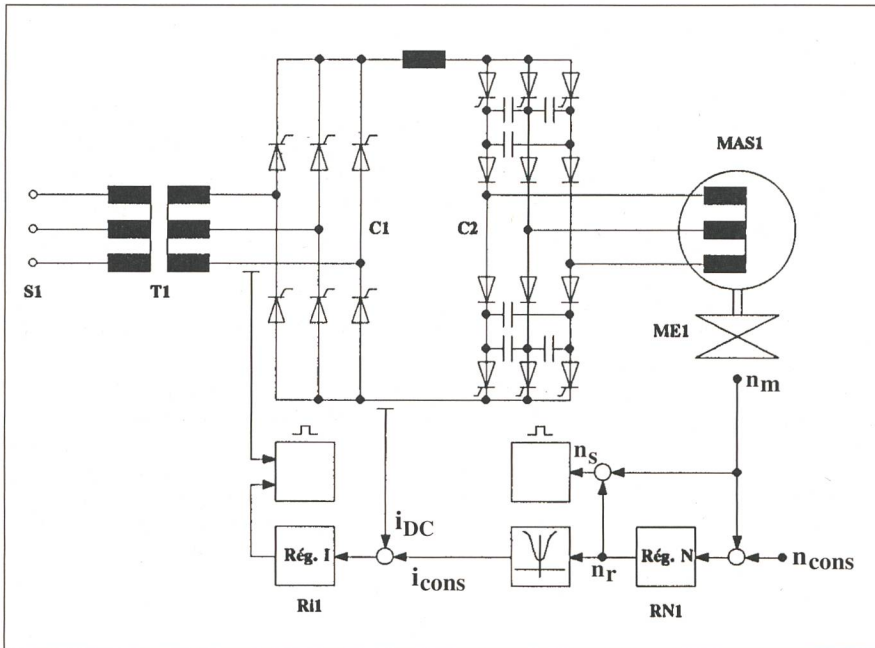 MAS1
C1
C2
S1
T1
ME1
n_m
n_s
i_DC
Rég. I
i_cons
n_r
Rég. N
n_cons
Ri1
RN1